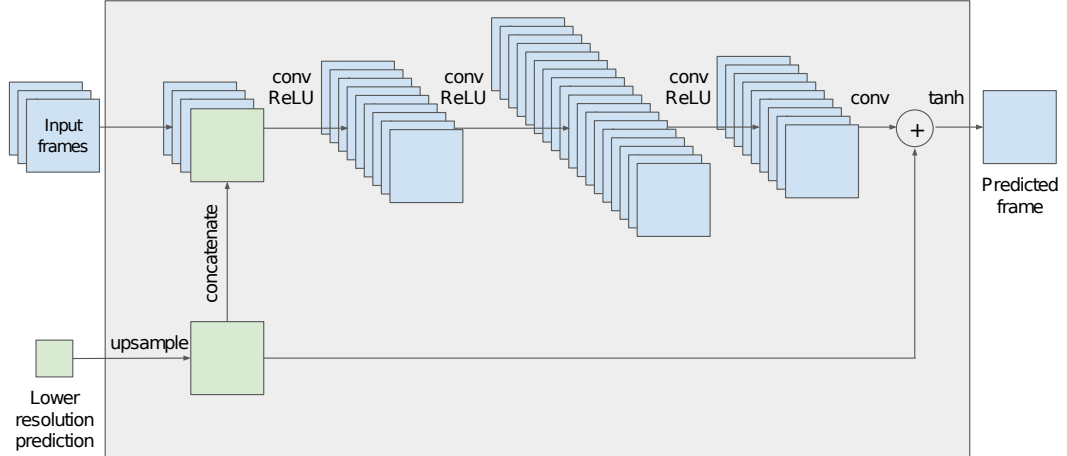 conv
ReLU
conv
ReLU
conv
ReLU
conv
tanh
Input
frames
+
Predicted
frame
concatenate
upsample
Lower
resolution
prediction